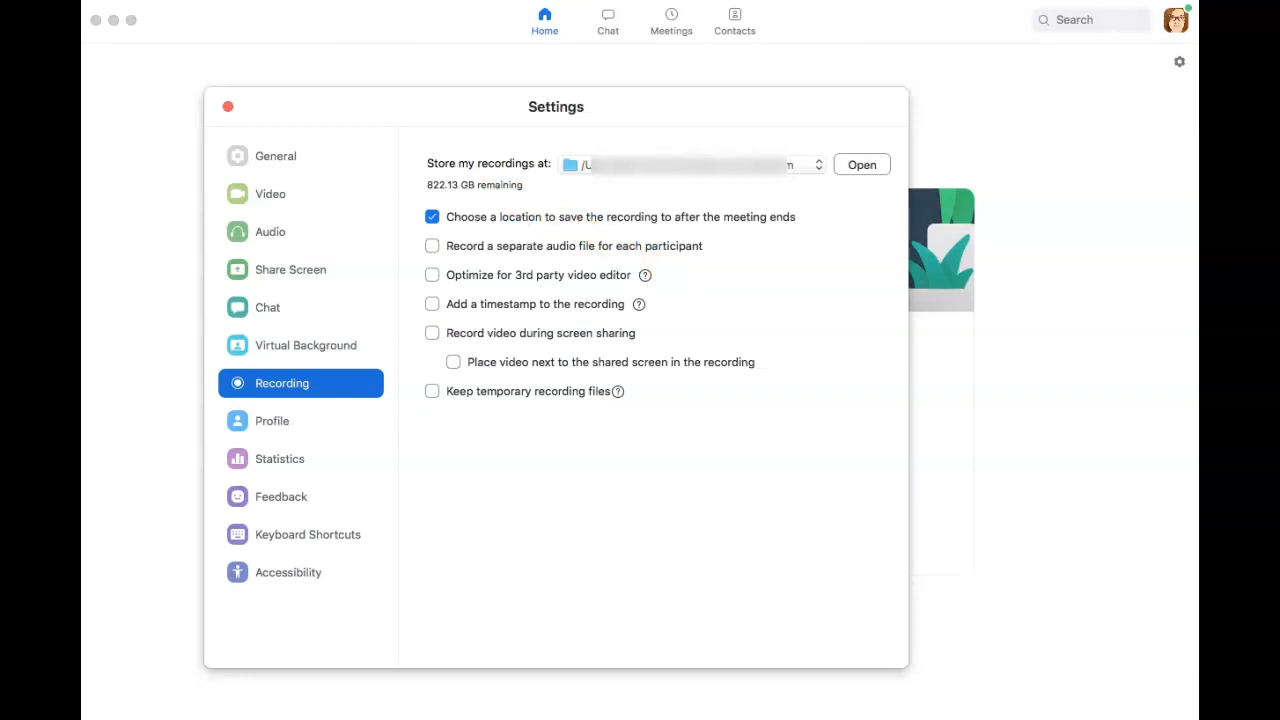 Home
Chat
Meetings
Contacts
Search
Settings
General
Video
Audio
Share Screen
Chat
Virtual Background
Recording
Profile
Statistics
Feedback
Keyboard Shortcuts
Accessibility
Store my recordings at:
Open
822.13 GB remaining
Choose a location to save the recording to after the meeting ends
Record a separate audio file for each participant
Optimize for 3rd party video editor ?
Add a timestamp to the recording ?
Record video during screen sharing
Place video next to the shared screen in the recording
Keep temporary recording files ?